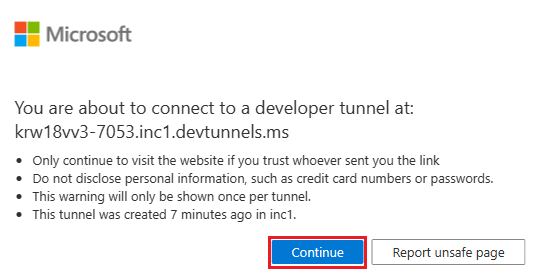 Microsoft
You are about to connect to a developer tunnel at:
krw18vv3-7053.inc1.devtunnels.ms
• Only continue to visit the website if you trust whoever sent you the link
• Do not disclose personal information, such as credit card numbers or passwords.
• This warning will only be shown once per tunnel.
• This tunnel was created 7 minutes ago in inc1.
Continue Report unsafe page